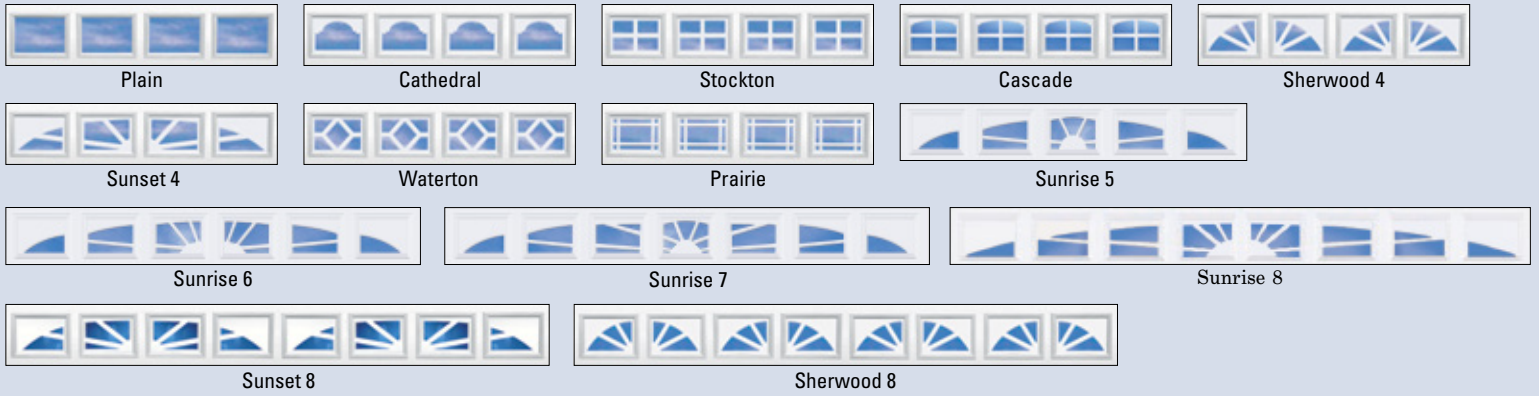 Plain
Cathedral
Stockton
Cascade
Sherwood 4
Sunset 4
Waterton
Prairie
Sunrise 5
Sunrise 6
Sunrise 7
Sunrise 8
Sunset 8
Sherwood 8